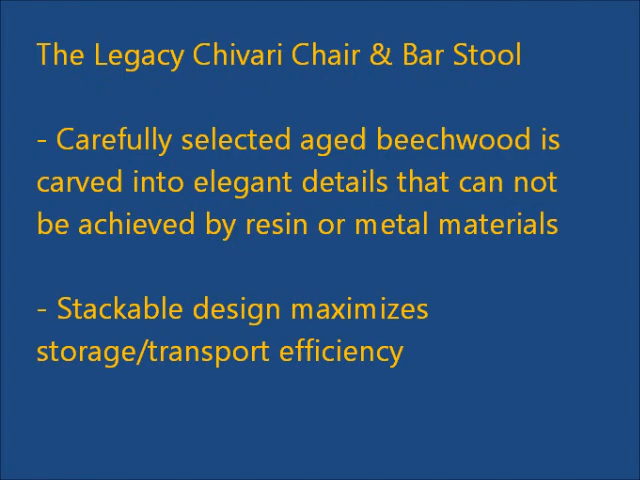 The Legacy Chivari Chair & Bar Stool
- Carefully selected aged beechwood is
carved into elegant details that can not
be achieved by resin or metal materials
- Stackable design maximizes
storage/transport efficiency